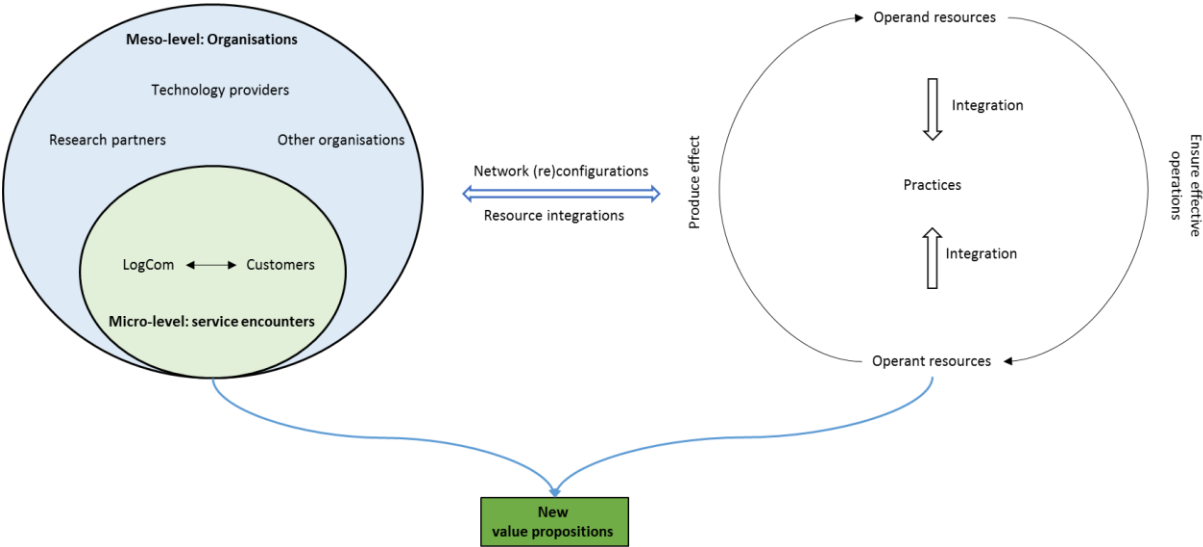 Meso-level: Organisations
Technology providers
Research partners
Other organisations
LogCom
Customers
Micro-level: service encounters
Network (re)configurations
Resource integrations
Produce effect
Operand resources
Integration
Practices
Integration
Operant resources
Ensure effective
operations
New
value propositions